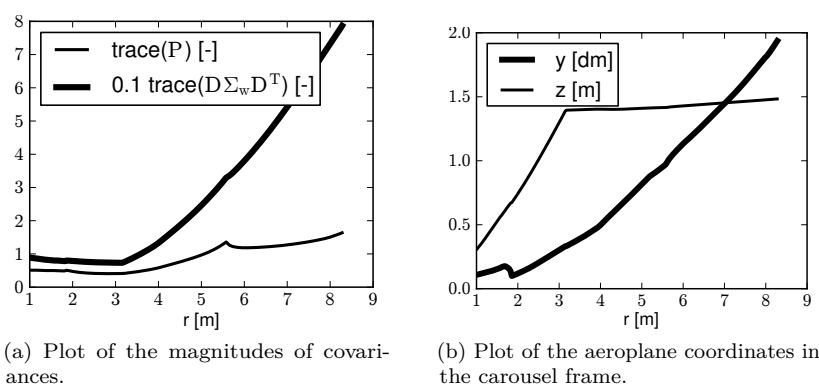 8
7
6
5
4
3
2
1
0
trace(P) [-]
0.1 trace(DΣ_wD^T) [-]
1 2 3 4 5 6 7 8 9
r [m]
(a) Plot of the magnitudes of covari-
ances.
2.0
1.5
1.0
0.5
0.0
y [dm]
z [m]
1 2 3 4 5 6 7 8 9
r [m]
(b) Plot of the aeroplane coordinates in
the carousel frame.